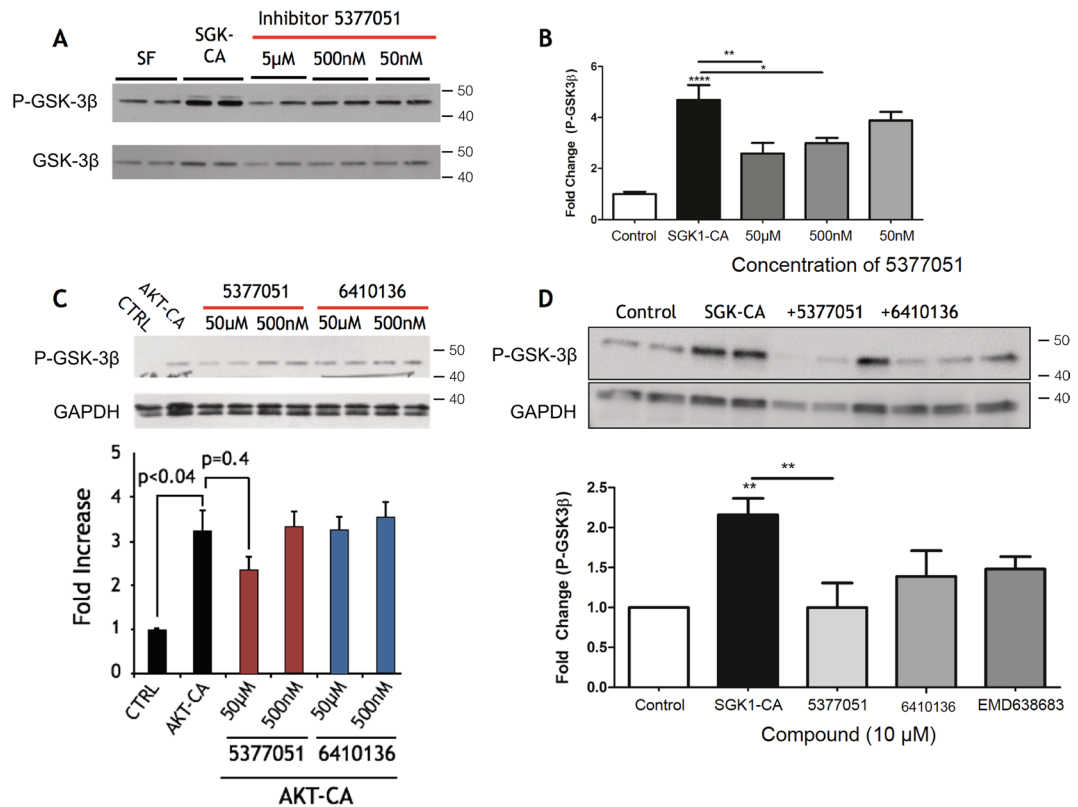 A
SF
SGK-
CA
Inhibitor 5377051
5µM 500nM 50nM
P-GSK-3β
50
40
GSK-3β
50
40
B
Fold Change (P-GSK3β)
6
4
2
0
**
*
****
Control SGK1-CA 50µM 500nM 50nM
Concentration of 5377051
C
CTRL
AKT-CA
5377051 6410136
50µM 500nM 50µM 500nM
P-GSK-3β
50
40
GAPDH
40
Fold Increase
5
4
3
2
1
0
p<0.04
p=0.4
CTRL AKT-CA 50µM 500nM 50µM 500nM
5377051 6410136
AKT-CA
D
Control SGK-CA +5377051 +6410136
P-GSK-3β
50
40
GAPDH
40
Fold Change (P-GSK3β)
2.5
2.0
1.5
1.0
0.5
0.0
**
**
Control SGK1-CA 5377051 6410136 EMD638683
Compound (10 µM)